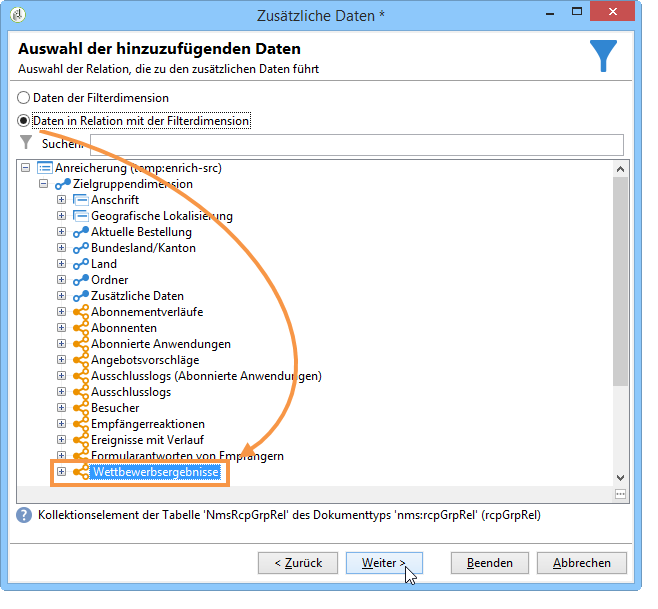 Zusätzliche Daten *
Auswahl der hinzuzufügenden Daten
Auswahl der Relation, die zu den zusätzlichen Daten führt
Daten der Filterdimension
Daten in Relation mit der Filterdimension
Suchen:
Anreicherung (temp:enrich-src)
Zielgruppendimension
Anschrift
Geografische Lokalisierung
Aktuelle Bestellung
Bundesland/Kanton
Land
Ordner
Zusätzliche Daten
Abonnementverläufe
Abonnenten
Abonnierte Anwendungen
Angebotsvorschläge
Ausschlusslogs (Abonnierte Anwendungen)
Ausschlusslogs
Besucher
Empfängerreaktionen
Ereignisse mit Verlauf
Formularantworten von Empfängern
Wettbewerbsergebnisse
Kollektionselement der Tabelle 'NmsRcpGrpRel' des Dokumenttyps 'nms:rcpGrpRel' (rcpGrpRel)
< Zurück Weiter > Beenden Abbrechen